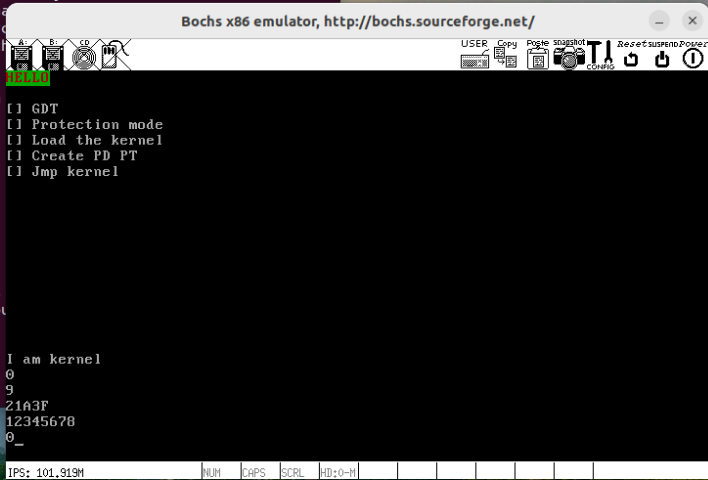 Bochs x86 emulator, http://bochs.sourceforge.net/
A: B: CD USER Copy Paste snapshot CONFIG Reset SUSPEND Power
HELLO
[] GDT
[] Protection mode
[] Load the kernel
[] Create PD PT
[] Jmp kernel
I am kernel
0
9
21A3F
12345678
0_
IPS: 101.919M NUM CAPS SCRL HD:0-M